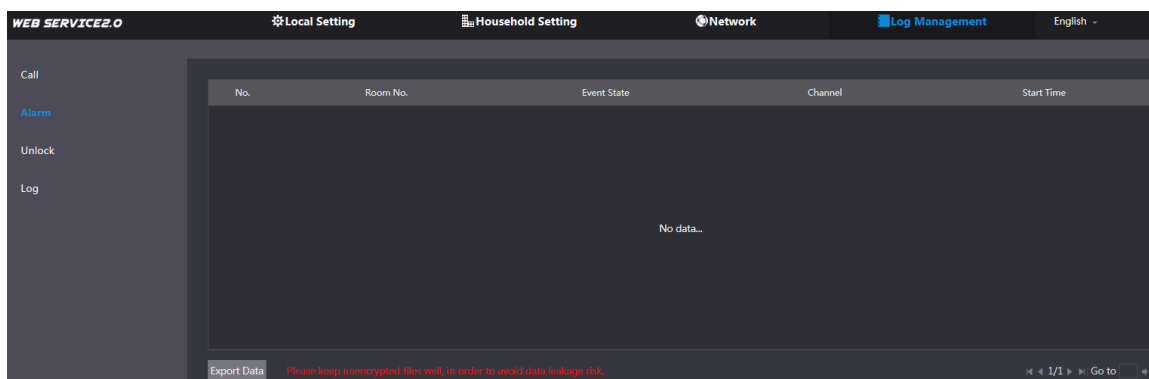 WEB SERVICE2.0 Local Setting Household Setting Network Log Management English
Call
Alarm
Unlock
Log
No. Room No. Event State Channel Start Time
No data...
Export Data Please keep unencrypted files well, in order to avoid data leakage risk. 1/1 Go to